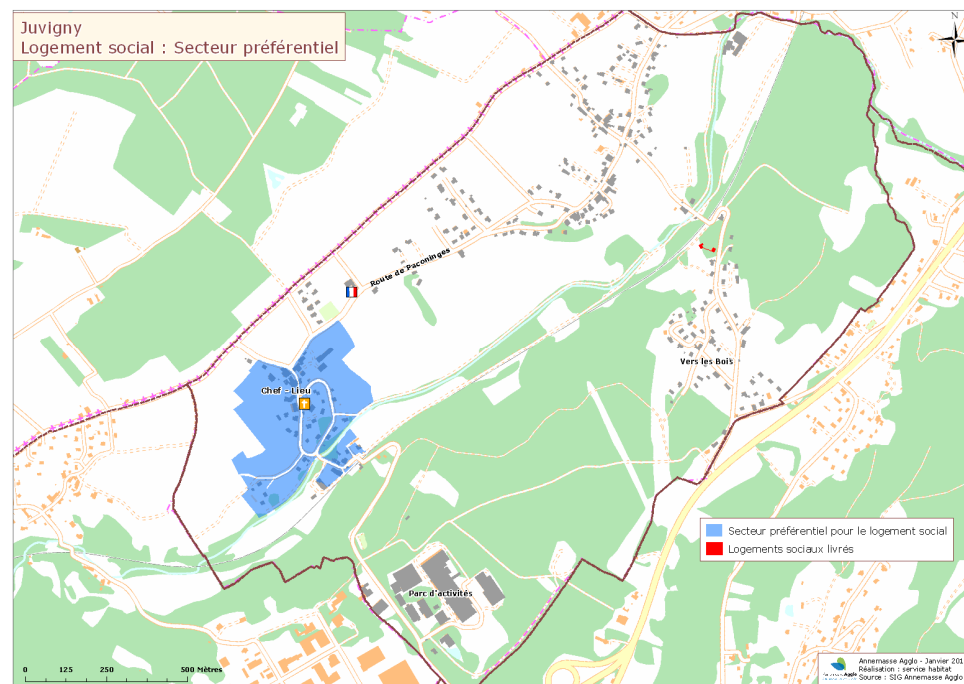 Juvigny
Logement social : Secteur préférentiel
N
Route de Paconinges
Chef - Lieu
Vers les Bois
Secteur préférentiel pour le logement social
Logements sociaux livrés
Parc d'activités
0 125 250 500 Mètres
Annemasse Agglo - Janvier 201
Réalisation : service habitat
Source : SIG Annemasse Agglo